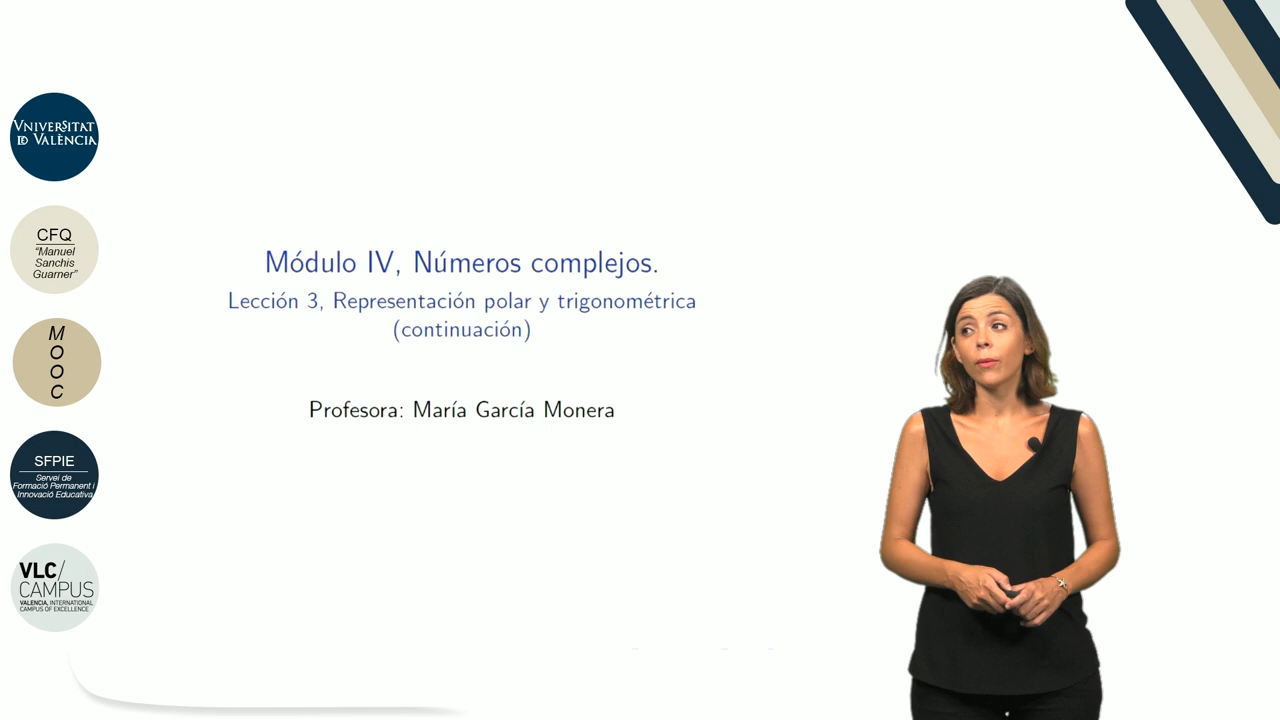 VNIVERSITAT
ID VALÈNCIA
CFQ
"Manuel
Sanchis
Guarner"
M
O
O
C
SFPIE
Servei de
Formació Permanent i
Innovació Educativa
VLC/
CAMPUS
VALENCIA, INTERNATIONAL
CAMPUS OF EXCELLENCE
Módulo IV, Números complejos.
Lección 3, Representación polar y trigonométrica
(continuación)
Profesora: María García Monera